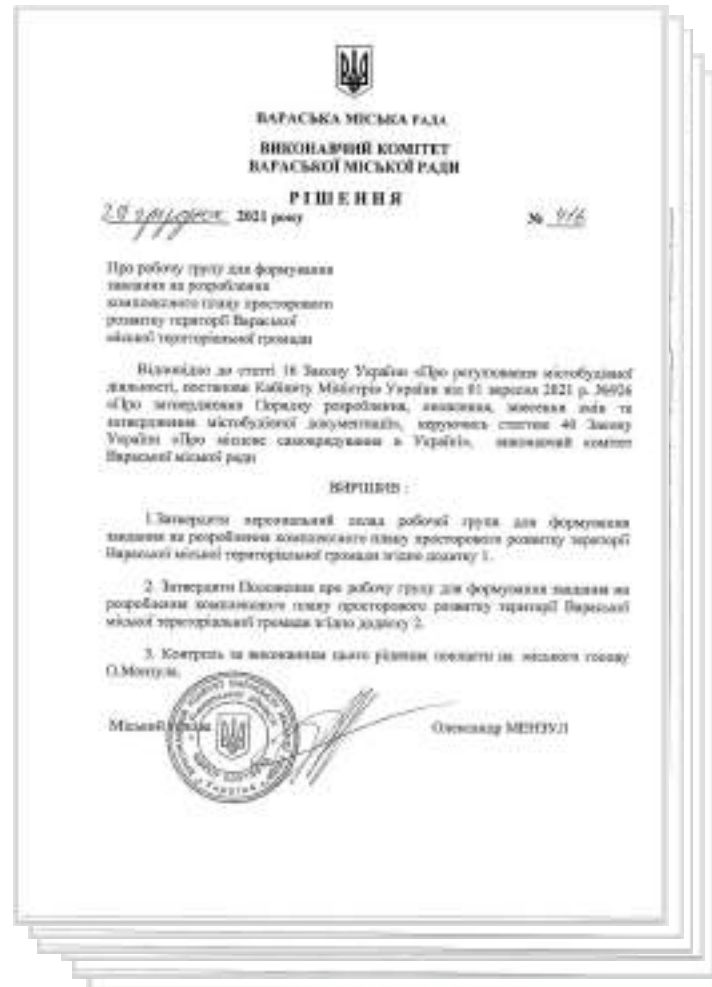 ВАРАСЬКА МІСЬКА РАДА
ВИКОНАВЧИЙ КОМІТЕТ
ВАРАСЬКОЇ МІСЬКОЇ РАДИ
РІШЕННЯ
грудня 2021 року №
Про робочу групу для формування
завдання на розроблення
комплексного плану просторового
розвитку території Вараської
міської територіальної громади
Відповідно до статті 16 Закону України «Про регулювання містобудівної
діяльності, постанови Кабінету Міністрів України від 01 вересня 2021 р. №926
«Про затвердження Порядку розроблення, оновлення, внесення змін та
затвердження містобудівної документації», керуючись статтею 40 Закону
України «Про місцеве самоврядування в Україні», виконавчий комітет
Вараської міської ради
ВИРІШИВ :
1.Затвердити персональний склад робочої групи для формування
завдання на розроблення комплексного плану просторового розвитку території
Вараської міської територіальної громади згідно додатку 1.
2. Затвердити Положення про робочу групу для формування завдання на
розроблення комплексного плану просторового розвитку території Вараської
міської територіальної громади згідно додатку 2.
3. Контроль за виконанням цього рішення покласти на міського голову
О.Мензула.
Міський голова Олександр МЕНЗУЛ